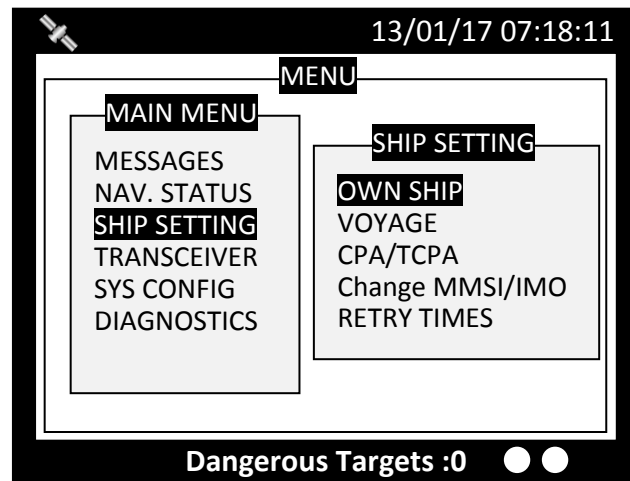 13/01/17 07:18:11
MENU
MAIN MENU
MESSAGES
NAV. STATUS
SHIP SETTING
TRANSCEIVER
SYS CONFIG
DIAGNOSTICS
SHIP SETTING
OWN SHIP
VOYAGE
CPA/TCPA
Change MMSI/IMO
RETRY TIMES
Dangerous Targets :0